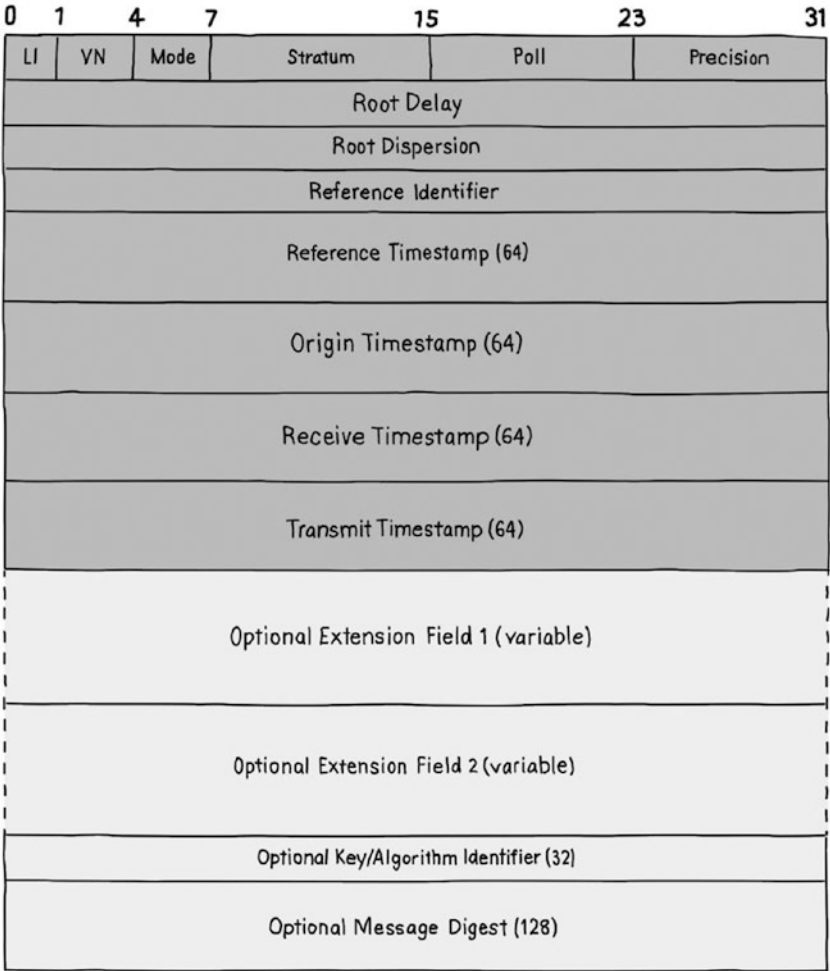 0 1 4 7 15 23 31
LI VN Mode Stratum Poll Precision
Root Delay
Root Dispersion
Reference Identifier
Reference Timestamp (64)
Origin Timestamp (64)
Receive Timestamp (64)
Transmit Timestamp (64)
Optional Extension Field 1 (variable)
Optional Extension Field 2 (variable)
Optional Key/Algorithm Identifier (32)
Optional Message Digest (128)